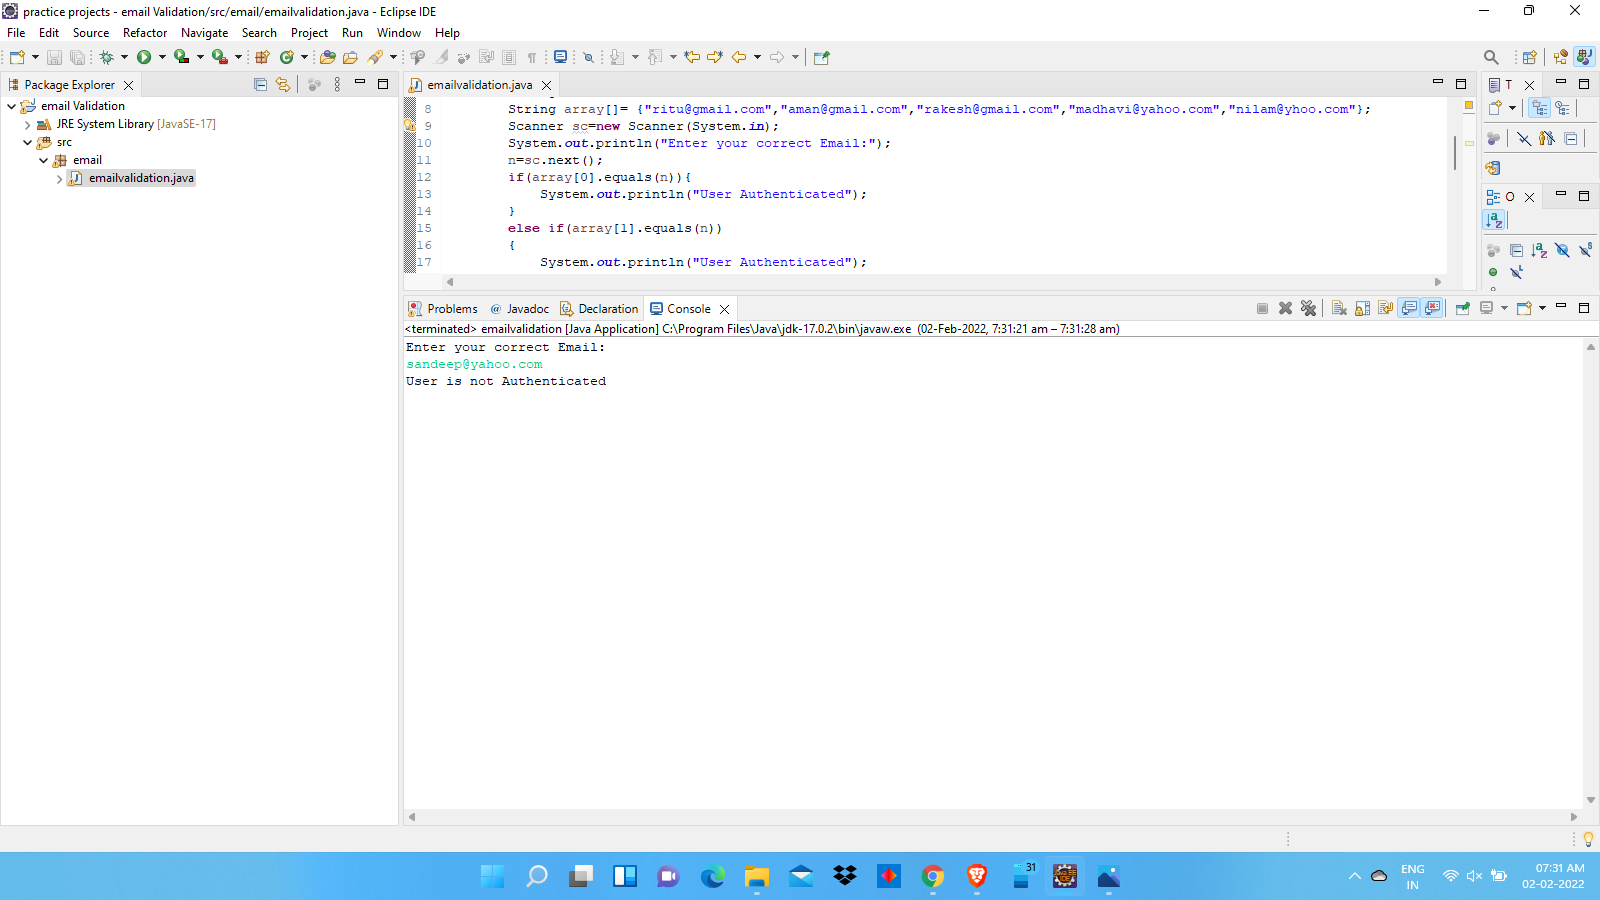 practice projects - email Validation/src/email/emailvalidation.java - Eclipse IDE
File Edit Source Refactor Navigate Search Project Run Window Help
Package Explorer
email Validation
JRE System Library [JavaSE-17]
src
email
emailvalidation.java
emailvalidation.java
8 String array[]= {"ritu@gmail.com","aman@gmail.com","rakesh@gmail.com","madhavi@yahoo.com","nilam@yhoo.com"};
9 Scanner sc=new Scanner(System.in);
10 System.out.println("Enter your correct Email:");
11 n=sc.next();
12 if(array[0].equals(n)){
13 System.out.println("User Authenticated");
14 }
15 else if(array[1].equals(n))
16 {
17 System.out.println("User Authenticated");
T
O
Problems @ Javadoc Declaration Console
<terminated> emailvalidation [Java Application] C:\Program Files\Java\jdk-17.0.2\bin\javaw.exe (02-Feb-2022, 7:31:21 am – 7:31:28 am)
Enter your correct Email:
sandeep@yahoo.com
User is not Authenticated
31
ENG
IN
07:31 AM
02-02-2022